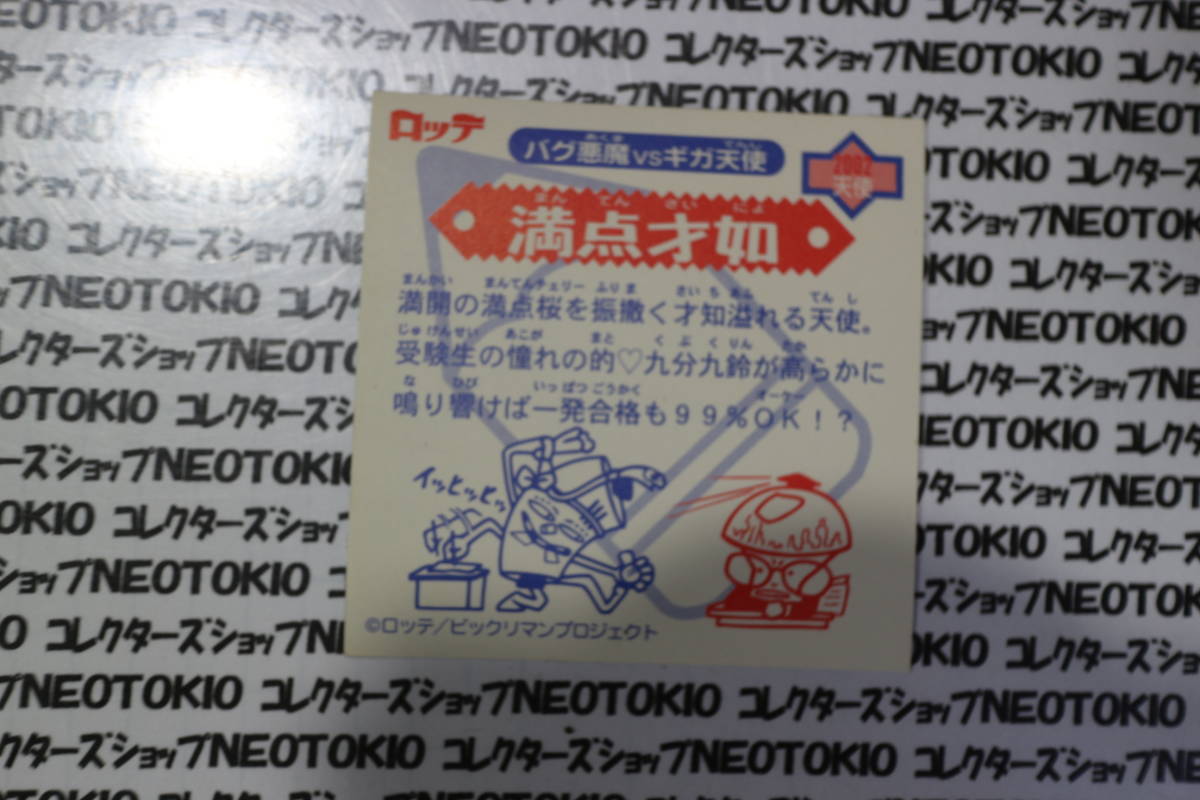 ロッテ
バグ悪魔vsギガ天使
2002
天使
満点才如
満開の満点桜を振撒く才知溢れる天使。
受験生の憧れの的♡九分九鈴が高らかに
鳴り響けば一発合格も99%OK!?
イッヒッヒッ
©ロッテ/ビックリマンプロジェクト
コレクターズショップNEOTOKIO